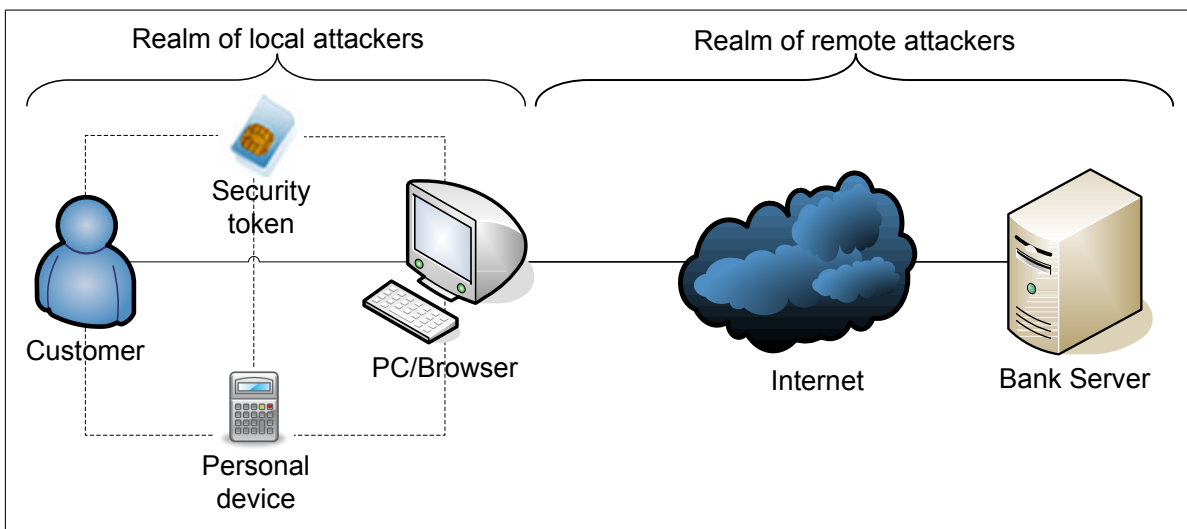 Realm of local attackers
Realm of remote attackers
Security
token
Customer
PC/Browser
Internet
Bank Server
Personal
device